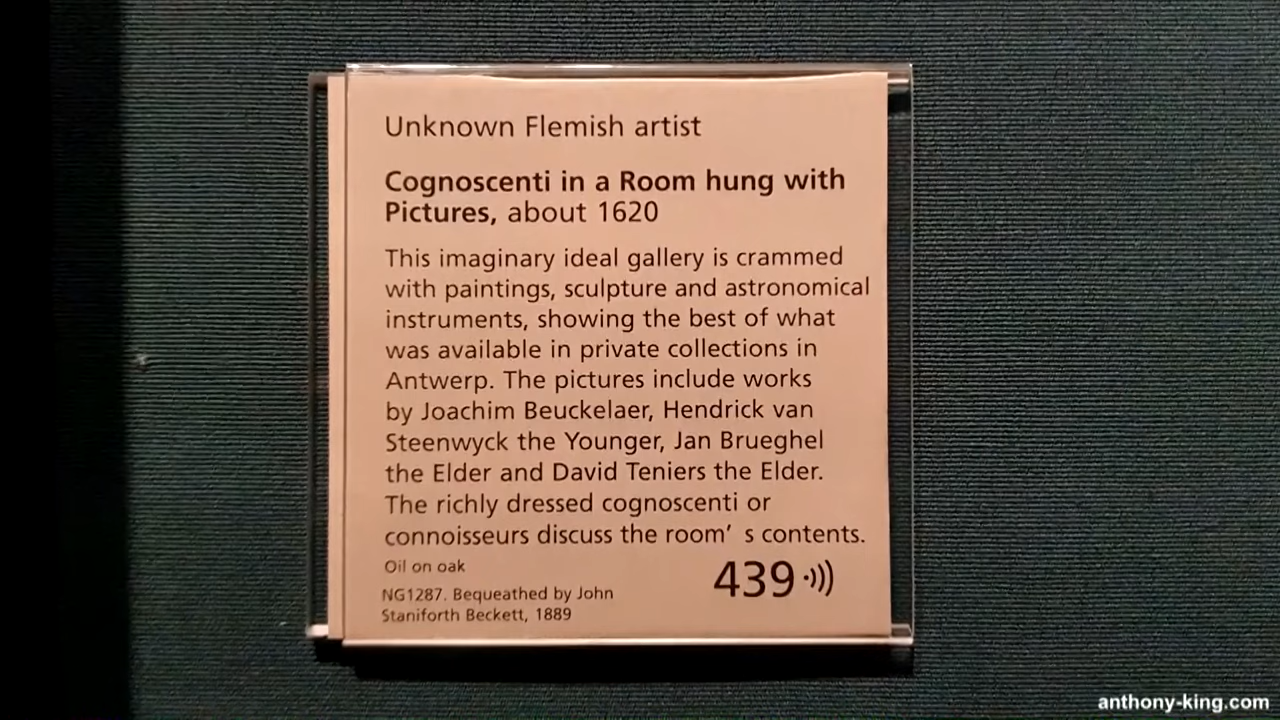 Unknown Flemish artist
Cognoscenti in a Room hung with
Pictures, about 1620
This imaginary ideal gallery is crammed
with paintings, sculpture and astronomical
instruments, showing the best of what
was available in private collections in
Antwerp. The pictures include works
by Joachim Beuckelaer, Hendrick van
Steenwyck the Younger, Jan Brueghel
the Elder and David Teniers the Elder.
The richly dressed cognoscenti or
connoisseurs discuss the room’ s contents.
Oil on oak
NG1287. Bequeathed by John
Staniforth Beckett, 1889
439
anthony-king.com